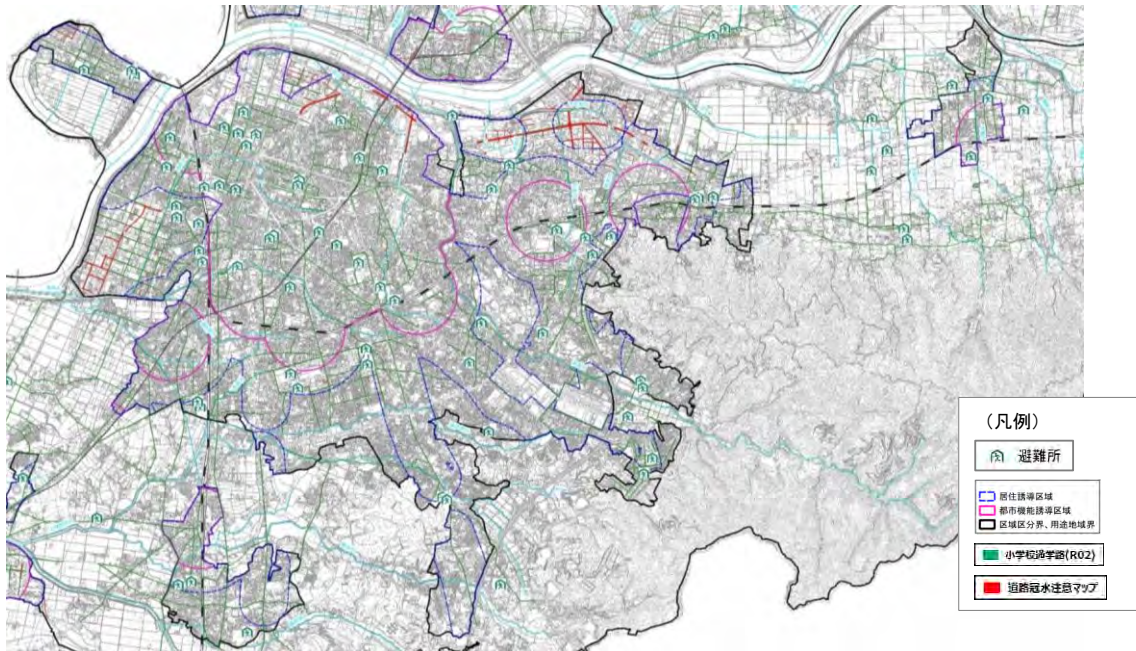 (凡例)
避難所
居住誘導区域
都市機能誘導区域
区域区分界、用途地域界
小学校通学路(R02)
道路冠水注意マップ